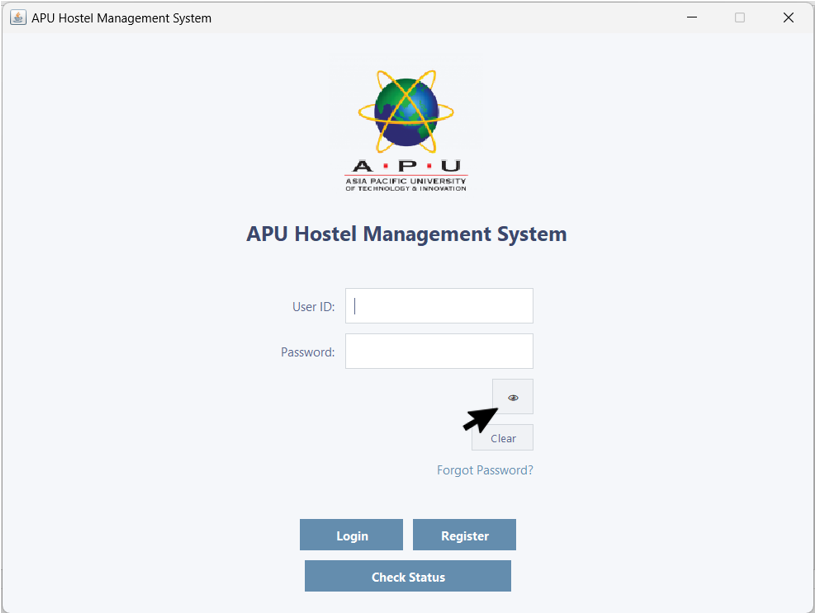 APU Hostel Management System
A · P · U
ASIA PACIFIC UNIVERSITY
OF TECHNOLOGY & INNOVATION
APU Hostel Management System
User ID:
Password:
Clear
Forgot Password?
Login
Register
Check Status